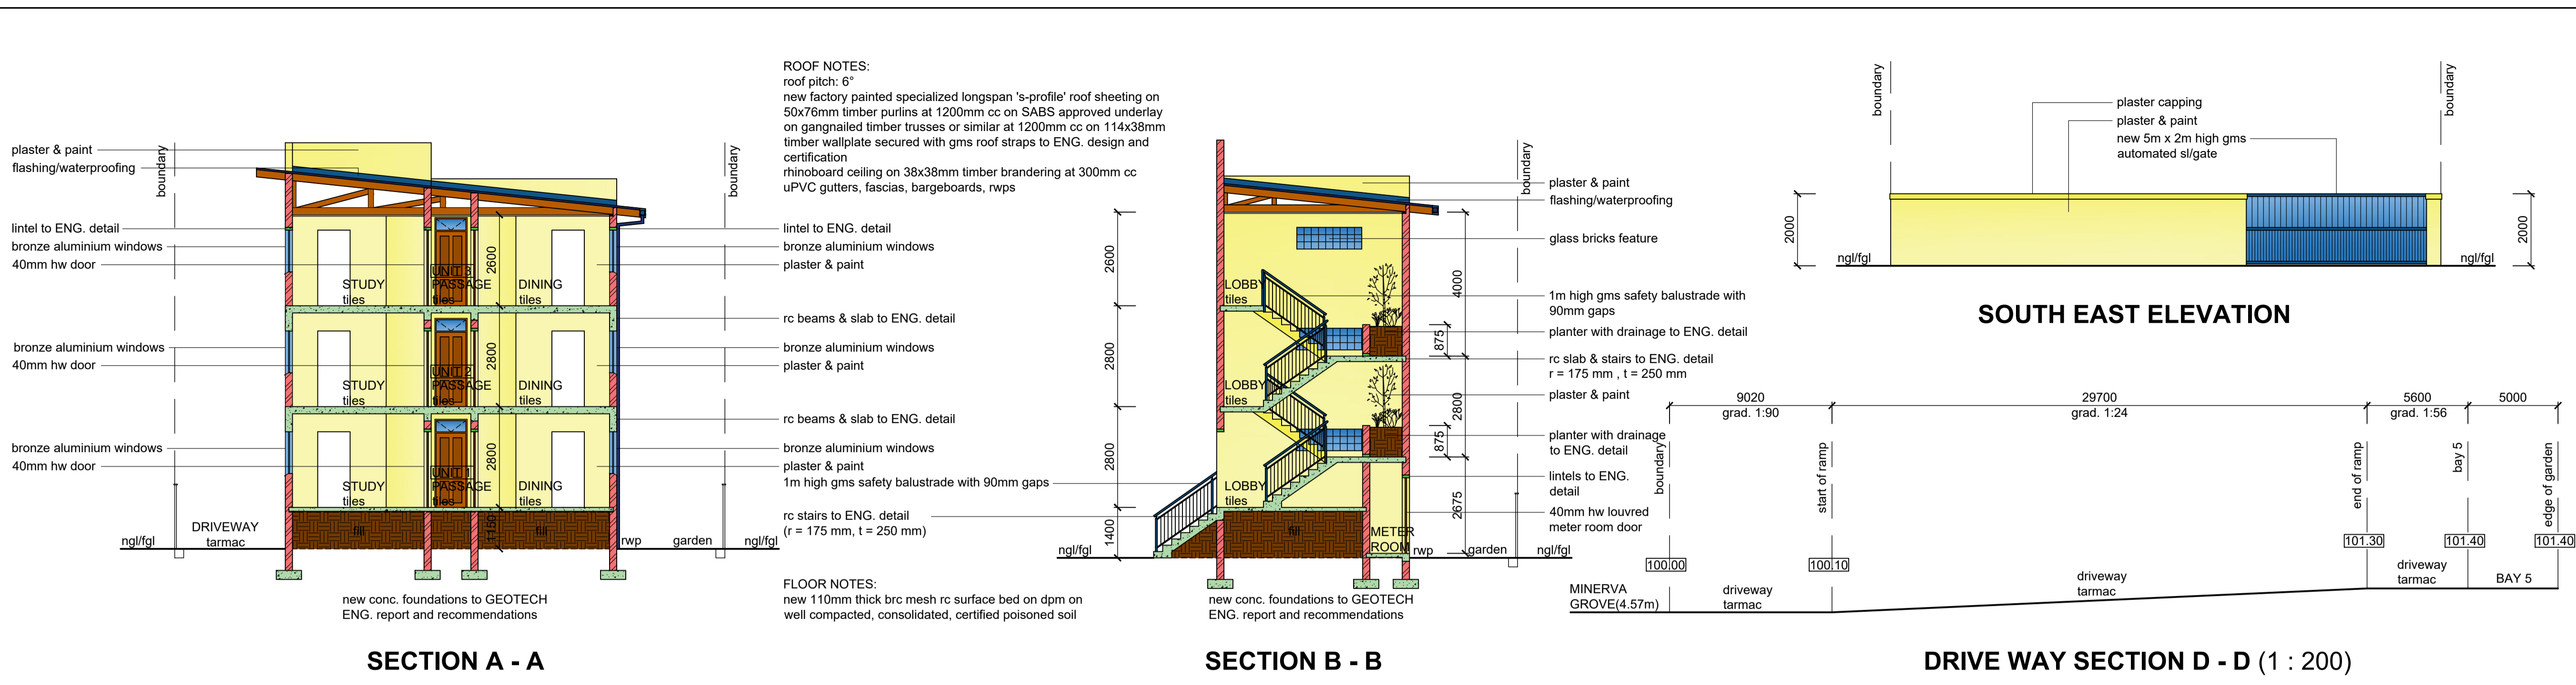 ROOF NOTES:
roof pitch: 6°
new factory painted specialized longspan 's-profile' roof sheeting on
50x76mm timber purlins at 1200mm cc on SABS approved underlay
on gangnailed timber trusses or similar at 1200mm cc on 114x38mm
timber wallplate secured with gms roof straps to ENG. design and
certification
rhinoboard ceiling on 38x38mm timber brandering at 300mm cc
uPVC gutters, fascias, bargeboards, rwps
plaster & paint
flashing/waterproofing
boundary
boundary
lintel to ENG. detail
bronze aluminium windows
40mm hw door
bronze aluminium windows
40mm hw door
bronze aluminium windows
40mm hw door
lintel to ENG. detail
bronze aluminium windows
plaster & paint
rc beams & slab to ENG. detail
bronze aluminium windows
plaster & paint
rc beams & slab to ENG. detail
bronze aluminium windows
plaster & paint
1m high gms safety balustrade with 90mm gaps
rc stairs to ENG. detail
(r = 175 mm, t = 250 mm)
STUDY
tiles
UNIT 3
PASSAGE
tiles
DINING
tiles
2600
STUDY
tiles
UNIT 2
PASSAGE
tiles
DINING
tiles
2800
STUDY
tiles
UNIT 1
PASSAGE
tiles
DINING
tiles
2800
fill
fill
1150
DRIVEWAY
tarmac
ngl/fgl
rwp
garden
ngl/fgl
new conc. foundations to GEOTECH
ENG. report and recommendations
SECTION A - A
FLOOR NOTES:
new 110mm thick brc mesh rc surface bed on dpm on
well compacted, consolidated, certified poisoned soil
2600
2800
2800
1400
LOBBY
tiles
LOBBY
tiles
LOBBY
tiles
fill
METER
ROOM
4000
875
2800
875
2675
ngl/fgl
rwp
garden
ngl/fgl
boundary
plaster & paint
flashing/waterproofing
glass bricks feature
1m high gms safety balustrade with
90mm gaps
planter with drainage to ENG. detail
rc slab & stairs to ENG. detail
r = 175 mm , t = 250 mm
plaster & paint
planter with drainage
to ENG. detail
lintels to ENG.
detail
40mm hw louvred
meter room door
new conc. foundations to GEOTECH
ENG. report and recommendations
SECTION B - B
boundary
boundary
plaster capping
plaster & paint
new 5m x 2m high gms
automated sl/gate
2000
2000
ngl/fgl
ngl/fgl
SOUTH EAST ELEVATION
9020
29700
5600
5000
grad. 1:90
grad. 1:24
grad. 1:56
boundary
start of ramp
end of ramp
bay 5
edge of garden
100.00
100.10
101.30
101.40
101.40
MINERVA
GROVE(4.57m)
driveway
tarmac
driveway
tarmac
driveway
tarmac
BAY 5
DRIVE WAY SECTION D - D (1 : 200)